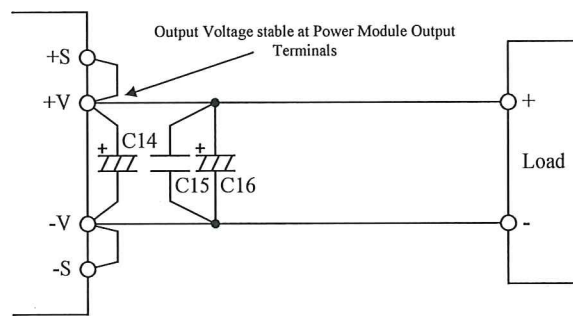 Output Voltage stable at Power Module Output
Terminals
+S
+V
+
C14
+
C15
C16
-V
-S
+
Load
-